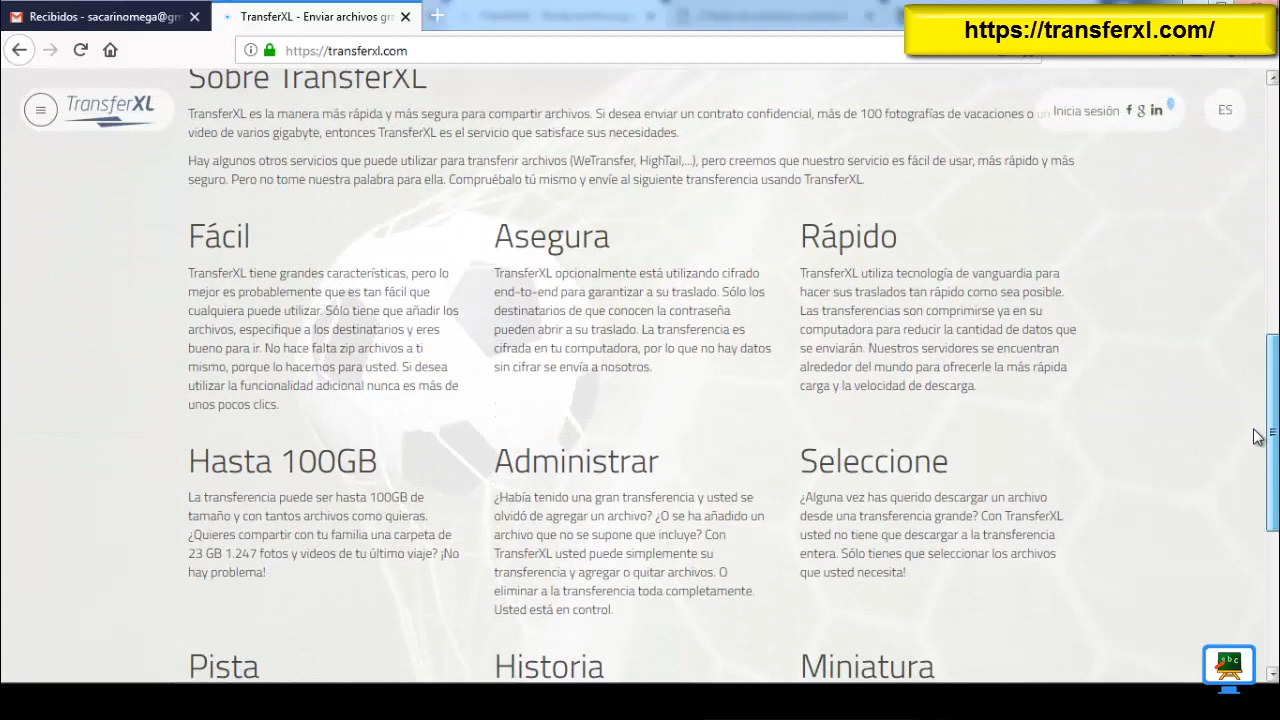 Recibidos - sacarinomega@gm
TransferXL - Enviar archivos gra
https://transferxl.com/
https://transferxl.com
Sobre TransferXL
TransferXL
Inicia sesión
ES
TransferXL es la manera más rápida y más segura para compartir archivos. Si desea enviar un contrato confidencial, más de 100 fotografías de vacaciones o un
video de varios gigabyte, entonces TransferXL es el servicio que satisface sus necesidades.
Hay algunos otros servicios que puede utilizar para transferir archivos (WeTransfer, HighTail,...), pero creemos que nuestro servicio es fácil de usar, más rápido y más
seguro. Pero no tome nuestra palabra para ella. Compruébalo tú mismo y envíe al siguiente transferencia usando TransferXL.
Fácil
TransferXL tiene grandes características, pero lo
mejor es probablemente que es tan fácil que
cualquiera puede utilizar. Sólo tiene que añadir los
archivos, especifique a los destinatarios y eres
bueno para ir. No hace falta zip archivos a ti
mismo, porque lo hacemos para usted. Si desea
utilizar la funcionalidad adicional nunca es más de
unos pocos clics.
Asegura
TransferXL opcionalmente está utilizando cifrado
end-to-end para garantizar a su traslado. Sólo los
destinatarios de que conocen la contraseña
pueden abrir a su traslado. La transferencia es
cifrada en tu computadora, por lo que no hay datos
sin cifrar se envía a nosotros.
Rápido
TransferXL utiliza tecnología de vanguardia para
hacer sus traslados tan rápido como sea posible.
Las transferencias son comprimirse ya en su
computadora para reducir la cantidad de datos que
se enviarán. Nuestros servidores se encuentran
alrededor del mundo para ofrecerle la más rápida
carga y la velocidad de descarga.
Hasta 100GB
La transferencia puede ser hasta 100GB de
tamaño y con tantos archivos como quieras.
¿Quieres compartir con tu familia una carpeta de
23 GB 1.247 fotos y videos de tu último viaje? ¡No
hay problema!
Administrar
¿Había tenido una gran transferencia y usted se
olvidó de agregar un archivo? ¿O se ha añadido un
archivo que no se supone que incluye? Con
TransferXL usted puede simplemente su
transferencia y agregar o quitar archivos. O
eliminar a la transferencia toda completamente.
Usted está en control.
Seleccione
¿Alguna vez has querido descargar un archivo
desde una transferencia grande? Con TransferXL
usted no tiene que descargar a la transferencia
entera. Sólo tienes que seleccionar los archivos
que usted necesita!
Pista
Historia
Miniatura
abc